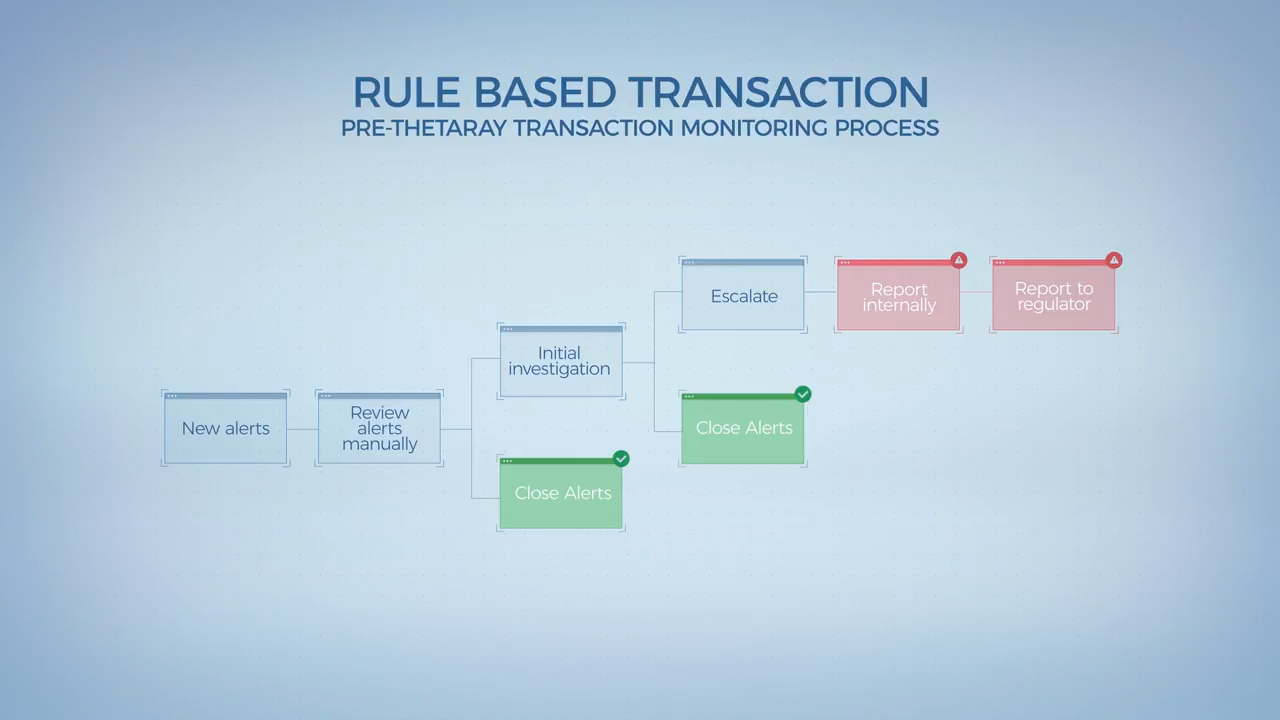 RULE BASED TRANSACTION
PRE-THETARAY TRANSACTION MONITORING PROCESS
New alerts
Review
alerts
manually
Initial
investigation
Close Alerts
Escalate
Close Alerts
Report
internally
Report to
regulator